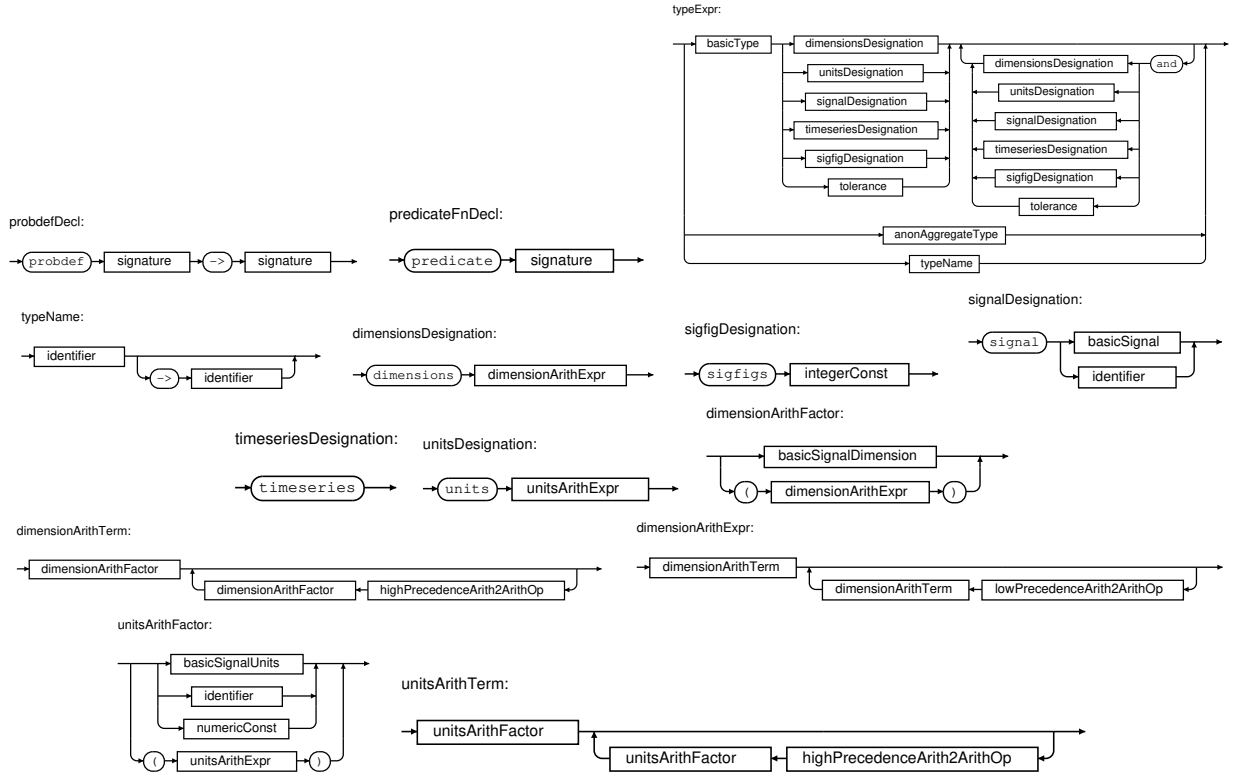 typeExpr:
basicType dimensionsDesignation dimensionsDesignation and
unitsDesignation unitsDesignation
signalDesignation signalDesignation
timeseriesDesignation timeseriesDesignation
sigfigDesignation sigfigDesignation
tolerance tolerance
anonAggregateType
typeName
probdefDecl:
probdef signature -> signature
predicateFnDecl:
predicate signature
typeName:
identifier
-> identifier
dimensionsDesignation:
dimensions dimensionArithExpr
sigfigDesignation:
sigfigs integerConst
signalDesignation:
signal basicSignal
identifier
timeseriesDesignation:
timeseries
unitsDesignation:
units unitsArithExpr
dimensionArithFactor:
basicSignalDimension
( dimensionArithExpr )
dimensionArithTerm:
dimensionArithFactor
dimensionArithFactor highPrecedenceArith2ArithOp
dimensionArithExpr:
dimensionArithTerm
dimensionArithTerm lowPrecedenceArith2ArithOp
unitsArithFactor:
basicSignalUnits
identifier
numericConst
( unitsArithExpr )
unitsArithTerm:
unitsArithFactor
unitsArithFactor highPrecedenceArith2ArithOp